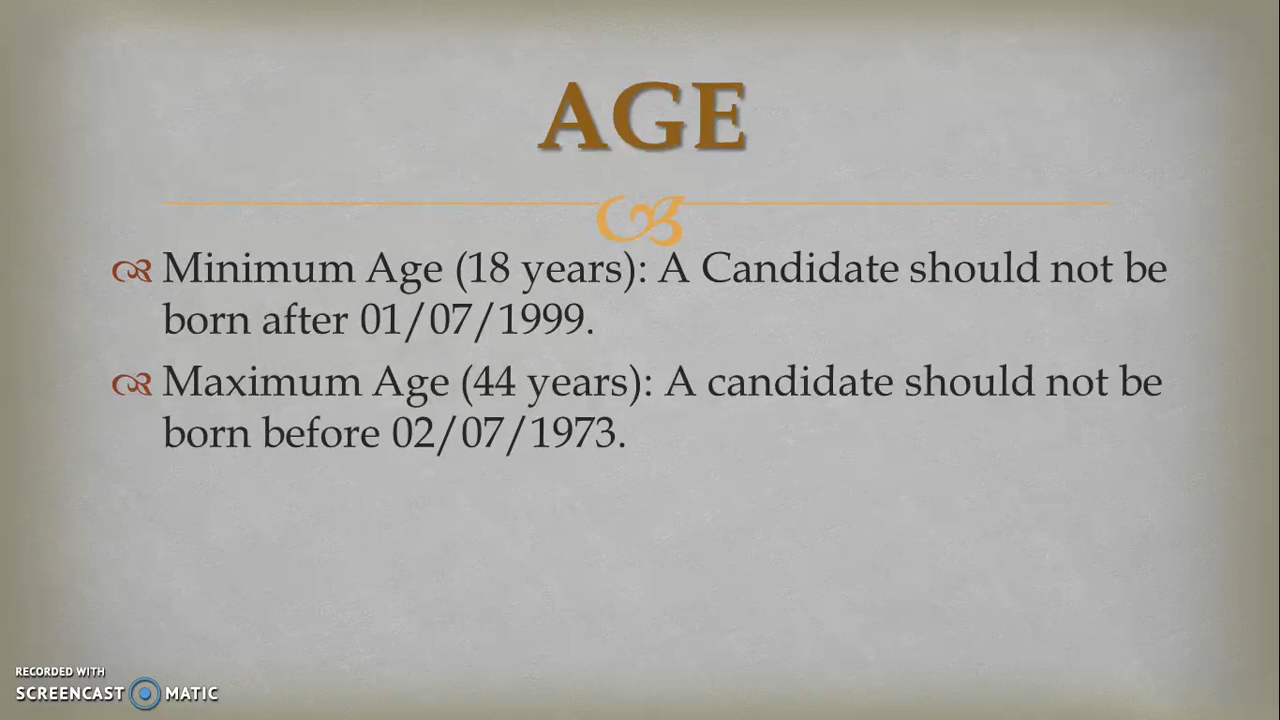 AGE
Minimum Age (18 years): A Candidate should not be
born after 01/07/1999.
Maximum Age (44 years): A candidate should not be
born before 02/07/1973.
RECORDED WITH
SCREENCAST MATIC